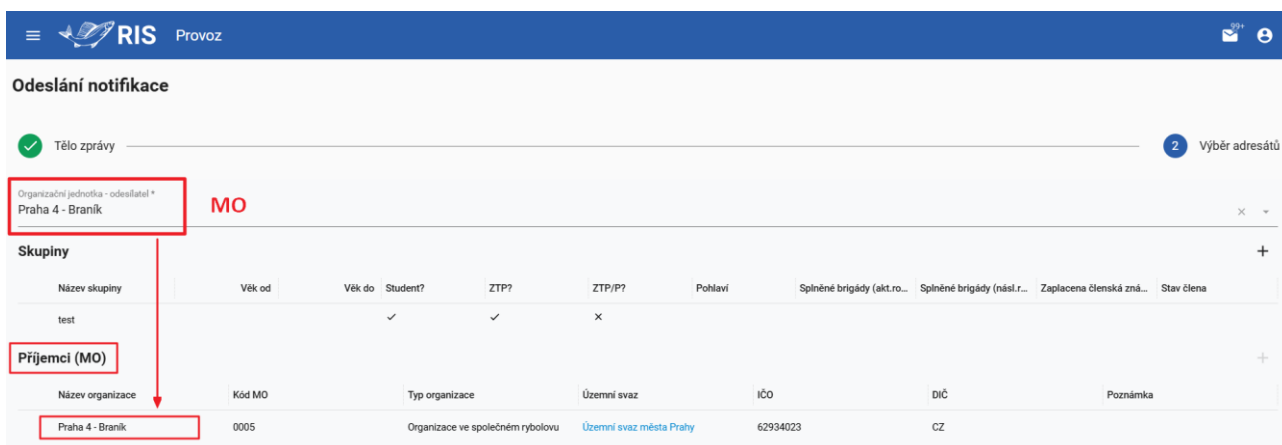 RIS Provoz 99+
Odeslání notifikace
Tělo zprávy 2 Výběr adresátů
Organizační jednotka - odesílatel *
Praha 4 - Braník MO
Skupiny
Název skupiny Věk od Věk do Student? ZTP? ZTP/P? Pohlaví Splněné brigády (akt.ro... Splněné brigády (násl.r... Zaplacena členská zná... Stav člena
test
Příjemci (MO)
Název organizace Kód MO Typ organizace Územní svaz IČO DIČ Poznámka
Praha 4 - Braník 0005 Organizace ve společném rybolovu Územní svaz města Prahy 62934023 CZ